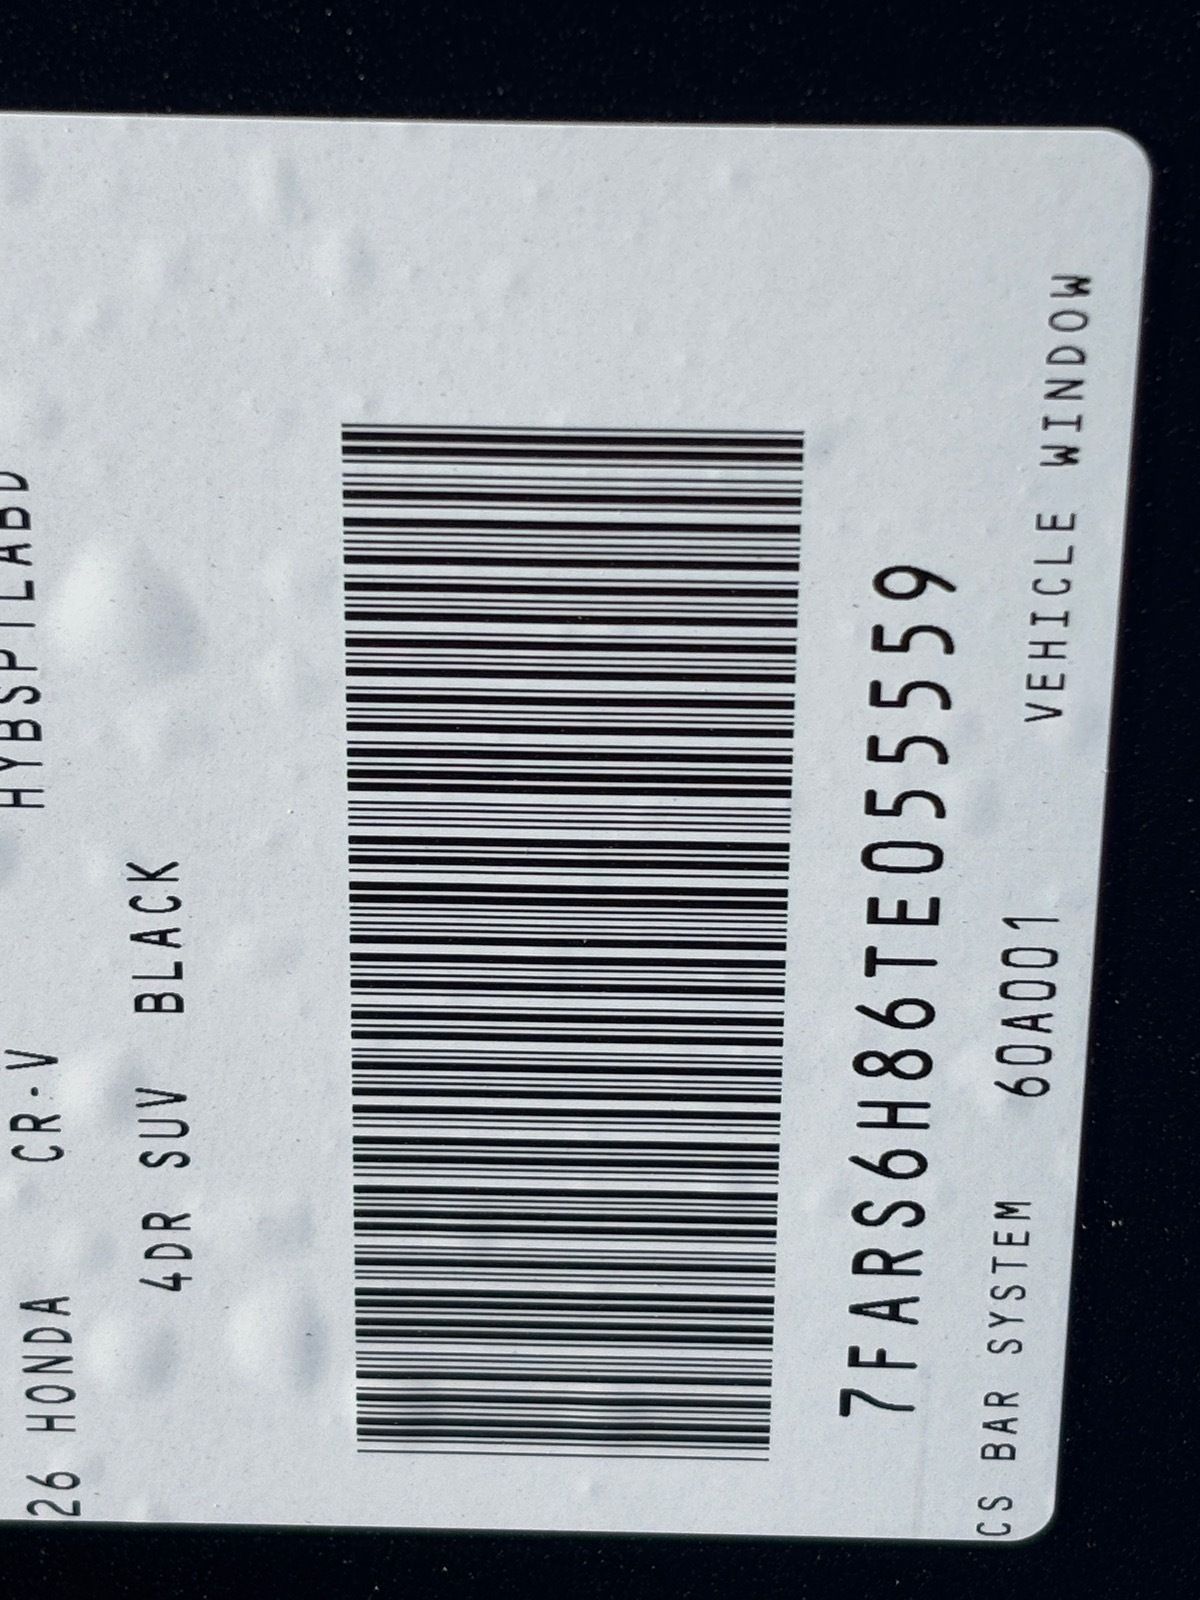 26 HONDA CR-V HYBSPTLABD
4DR SUV BLACK
7FARS6H86TE055559
CS BAR SYSTEM 60A001 VEHICLE WINDOW